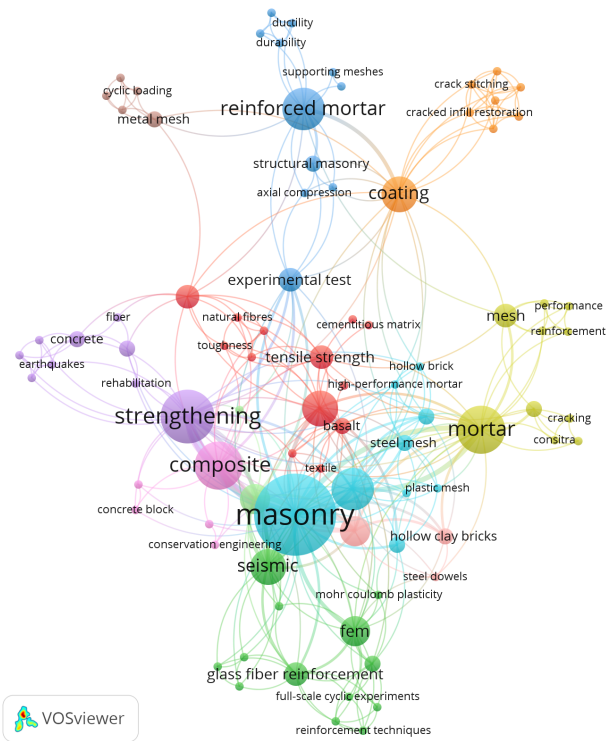 ductility
durability
supporting meshes
cyclic loading
crack stitching
reinforced mortar
cracked infill restoration
metal mesh
structural masonry
axial compression
coating
experimental test
performance
natural fibres
mesh
fiber
cementitious matrix
reinforcement
concrete
toughness
tensile strength
earthquakes
hollow brick
rehabilitation
high-performance mortar
strengthening
cracking
basalt
mortar
steel mesh
consitra
composite
textile
plastic mesh
concrete block
masonry
hollow clay bricks
conservation engineering
seismic
steel dowels
mohr coulomb plasticity
fem
glass fiber reinforcement
full-scale cyclic experiments
reinforcement techniques
VOSviewer